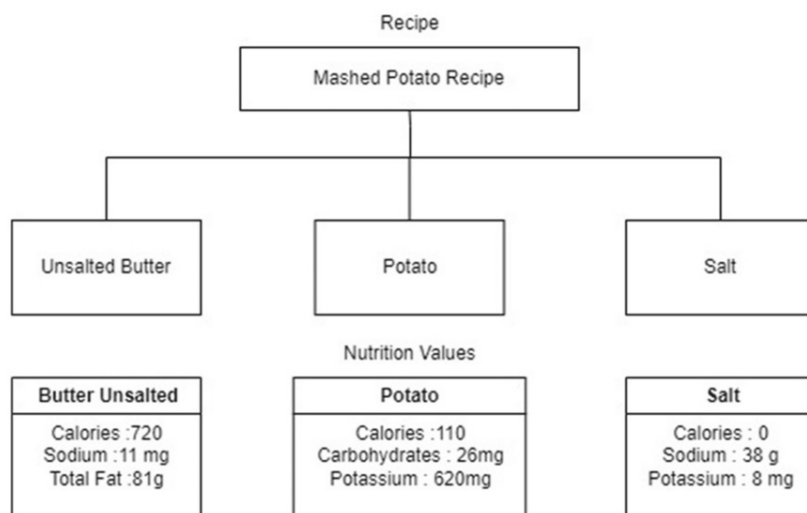 Recipe
Mashed Potato Recipe
Unsalted Butter
Potato
Salt
Nutrition Values
Butter Unsalted
Calories :720
Sodium :11 mg
Total Fat :81g
Potato
Calories :110
Carbohydrates : 26mg
Potassium : 620mg
Salt
Calories : 0
Sodium : 38 g
Potassium : 8 mg